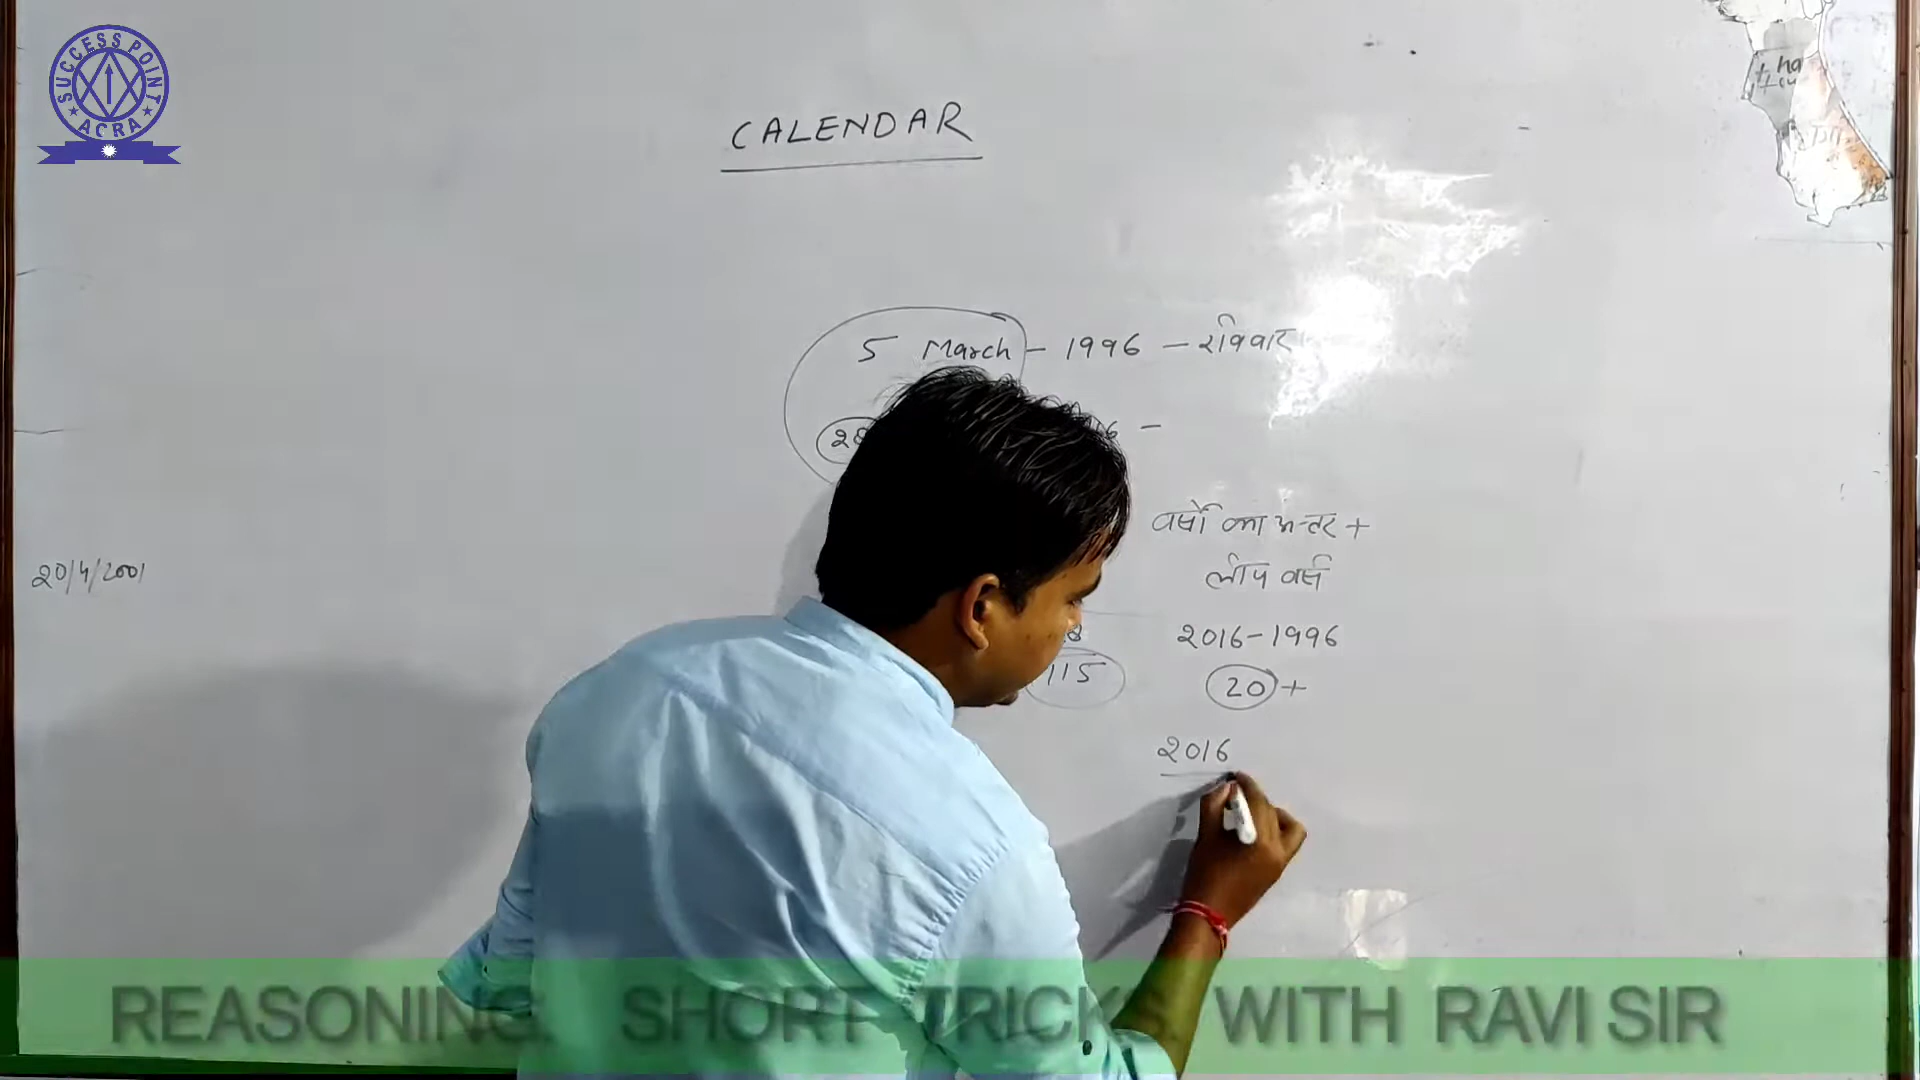 SUCCESS POINT
ACRA
CALENDAR
5 March - 1996 - रविवार
वर्षो का अन्तर +
लीप वर्ष
20/4/2001
2016-1996
115
20 +
2016
REASONING SHORT TRICKS WITH RAVI SIR